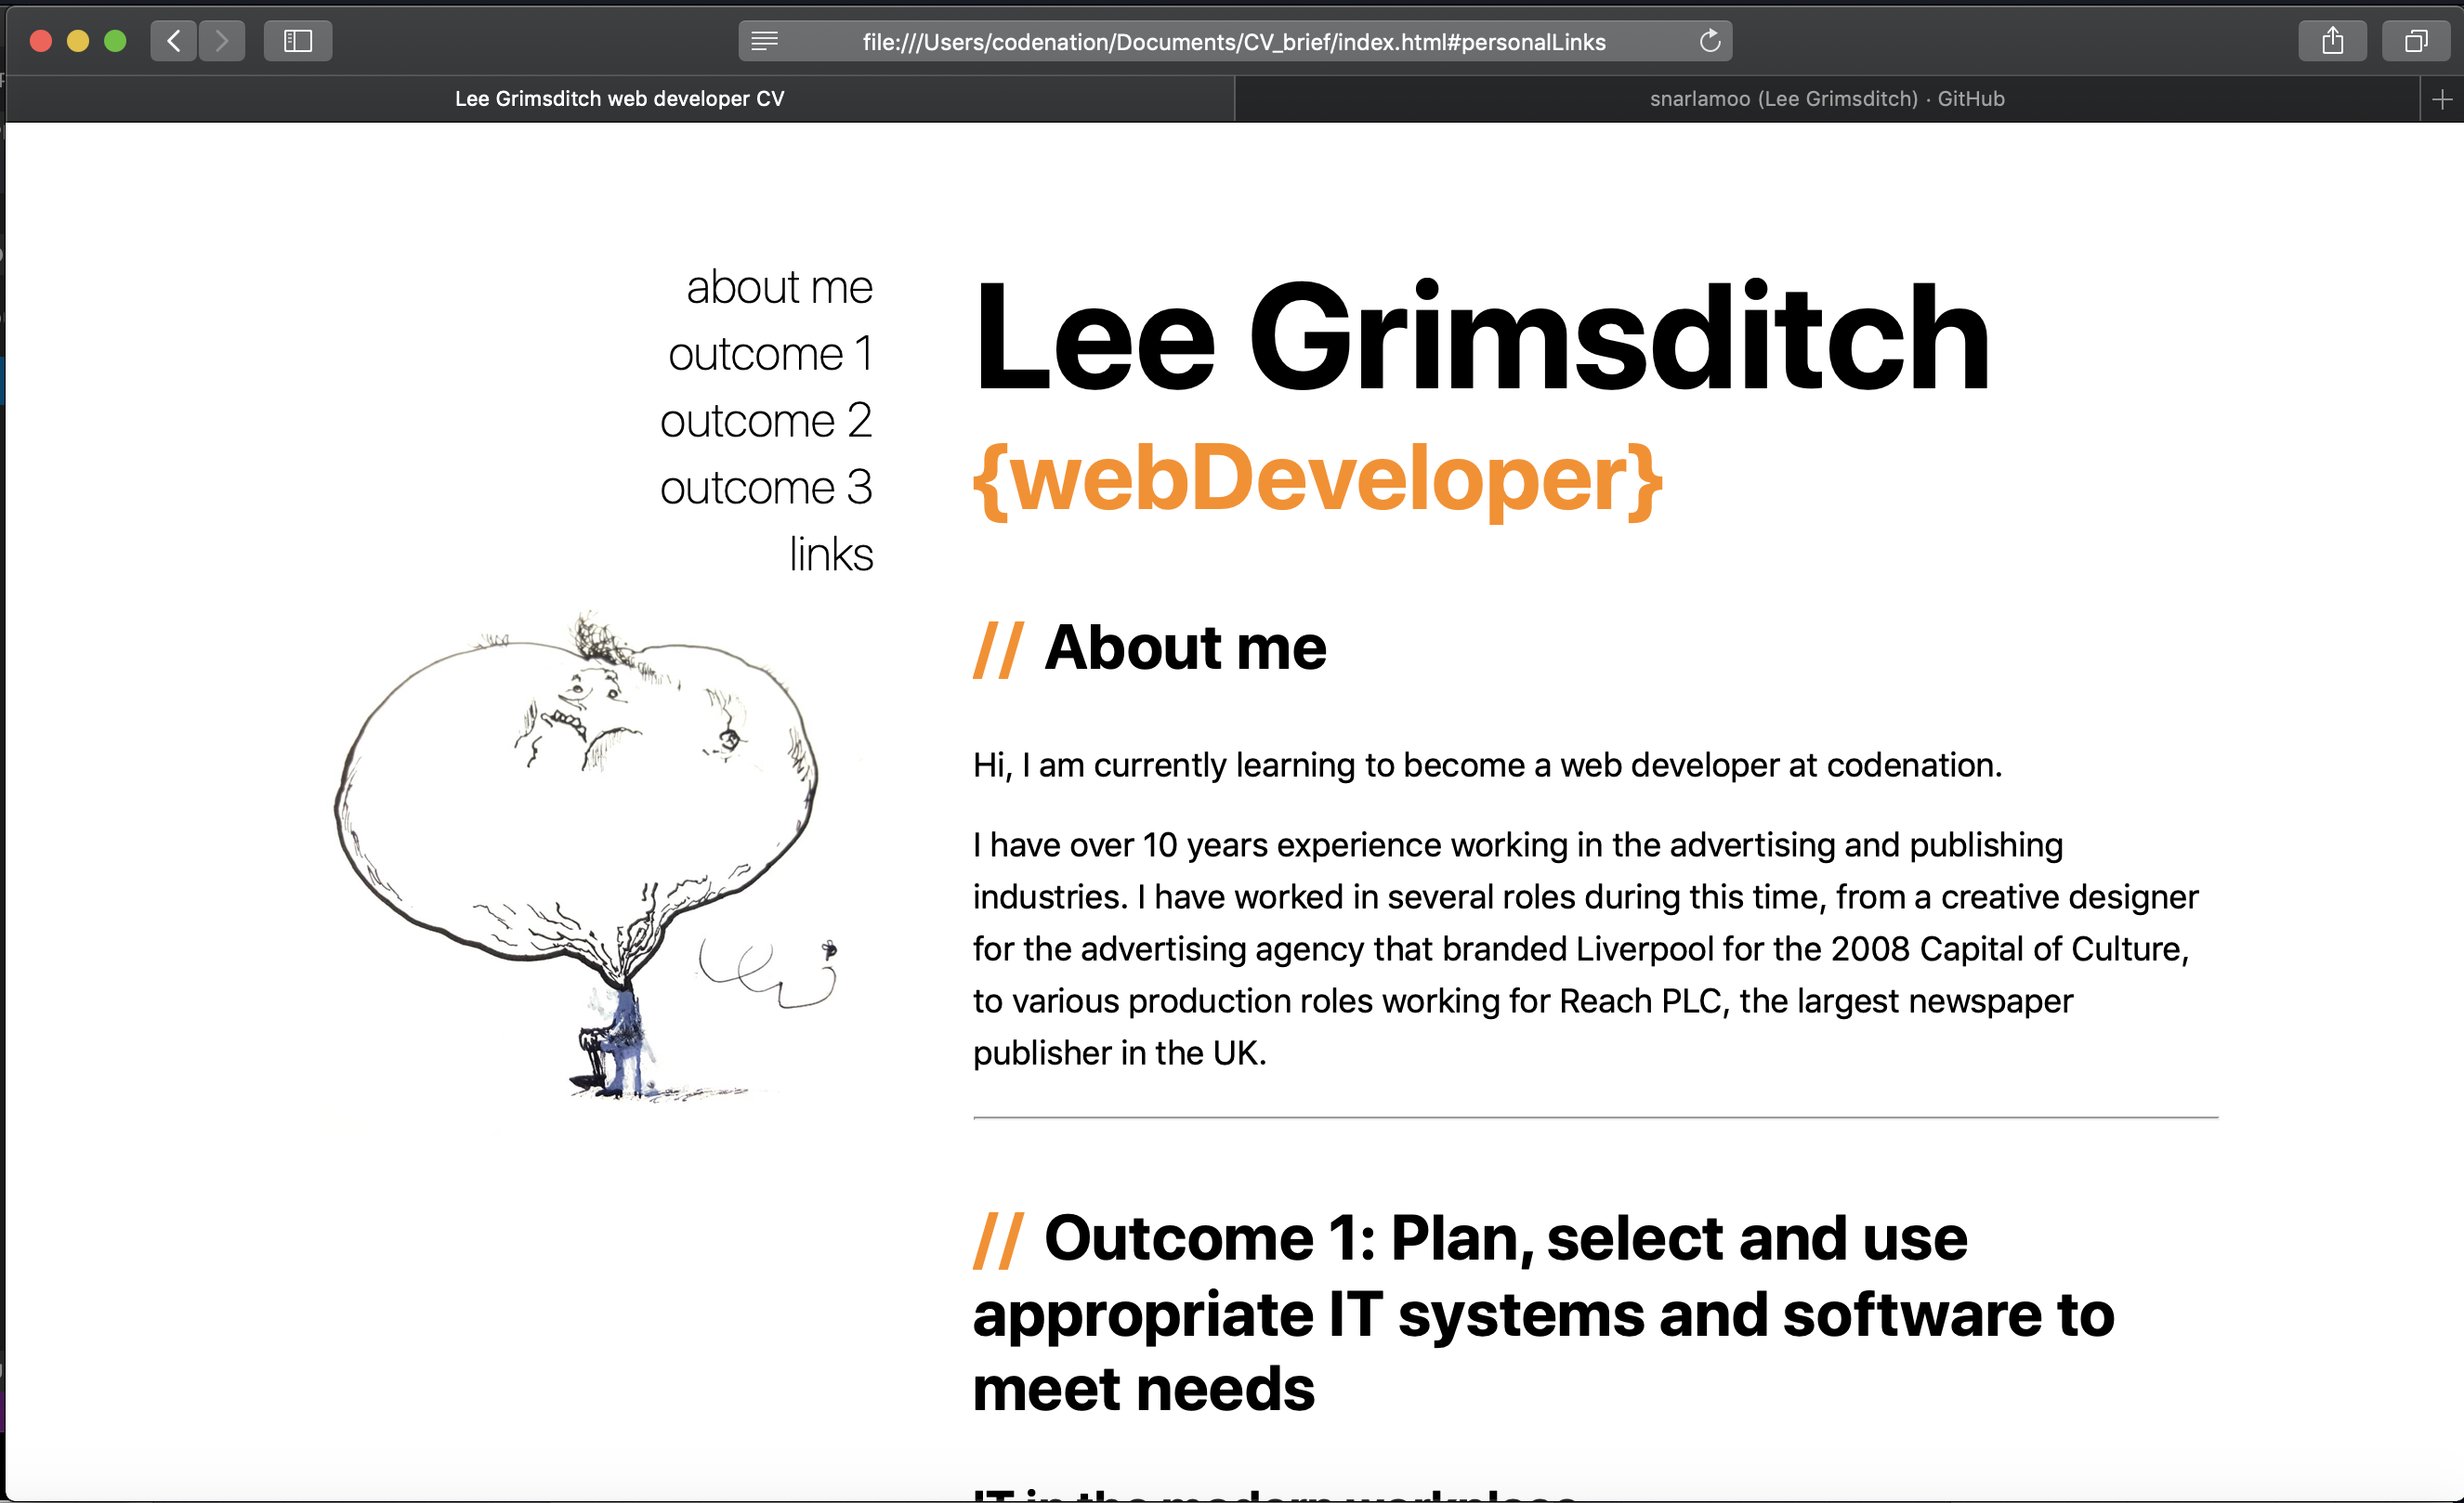 file:///Users/codenation/Documents/CV_brief/index.html#personalLinks
Lee Grimsditch web developer CV
snarlamoo (Lee Grimsditch) · GitHub
about me
outcome 1
outcome 2
outcome 3
links
Lee Grimsditch
{webDeveloper}
// About me
Hi, I am currently learning to become a web developer at codenation.
I have over 10 years experience working in the advertising and publishing
industries. I have worked in several roles during this time, from a creative designer
for the advertising agency that branded Liverpool for the 2008 Capital of Culture,
to various production roles working for Reach PLC, the largest newspaper
publisher in the UK.
// Outcome 1: Plan, select and use
appropriate IT systems and software to
meet needs
IT in the modern workplace